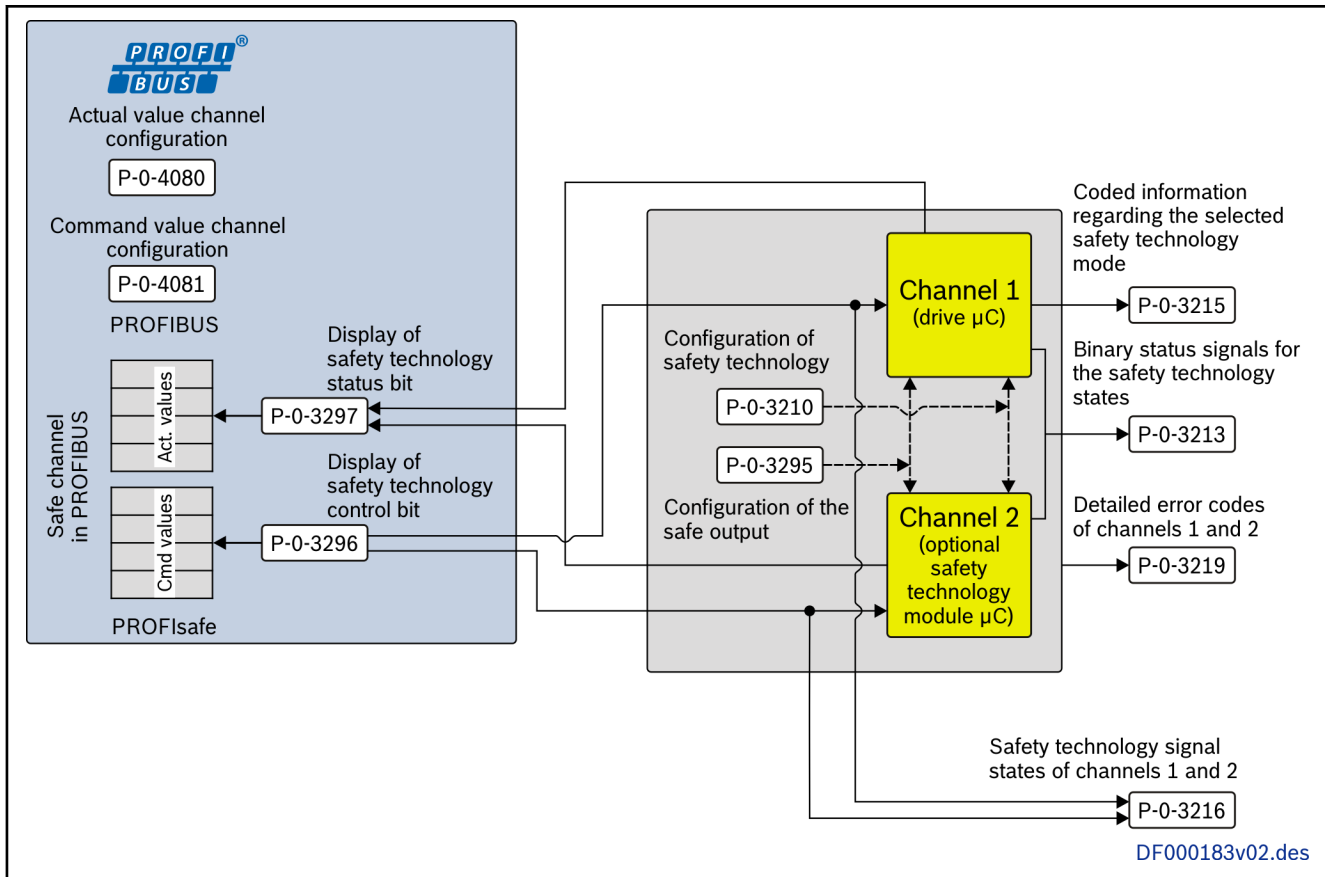 PROFI®
BUS
Actual value channel
configuration
P-0-4080
Command value channel
configuration
P-0-4081
PROFIBUS
Safe channel
in PROFIBUS
Act. values
Cmd values
PROFIsafe
Display of
safety technology
status bit
P-0-3297
Display of
safety technology
control bit
P-0-3296
Configuration of
safety technology
P-0-3210
P-0-3295
Configuration of the
safe output
Channel 1
(drive µC)
Channel 2
(optional
safety
technology
module µC)
Coded information
regarding the selected
safety technology
mode
P-0-3215
Binary status signals for
the safety technology
states
P-0-3213
Detailed error codes
of channels 1 and 2
P-0-3219
Safety technology signal
states of channels 1 and 2
P-0-3216
DF000183v02.des